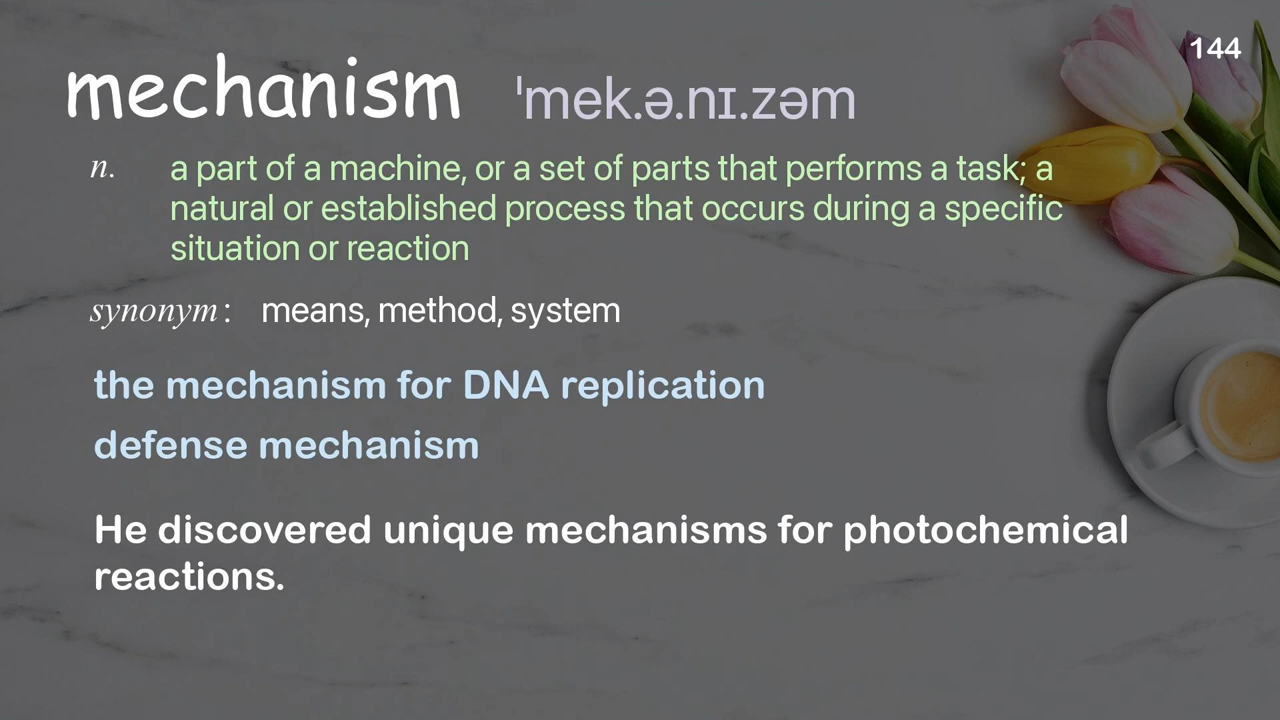 144
mechanism ˈmek.ə.nɪ.zəm
n. a part of a machine, or a set of parts that performs a task; a
natural or established process that occurs during a specific
situation or reaction
synonym: means, method, system
the mechanism for DNA replication
defense mechanism
He discovered unique mechanisms for photochemical
reactions.